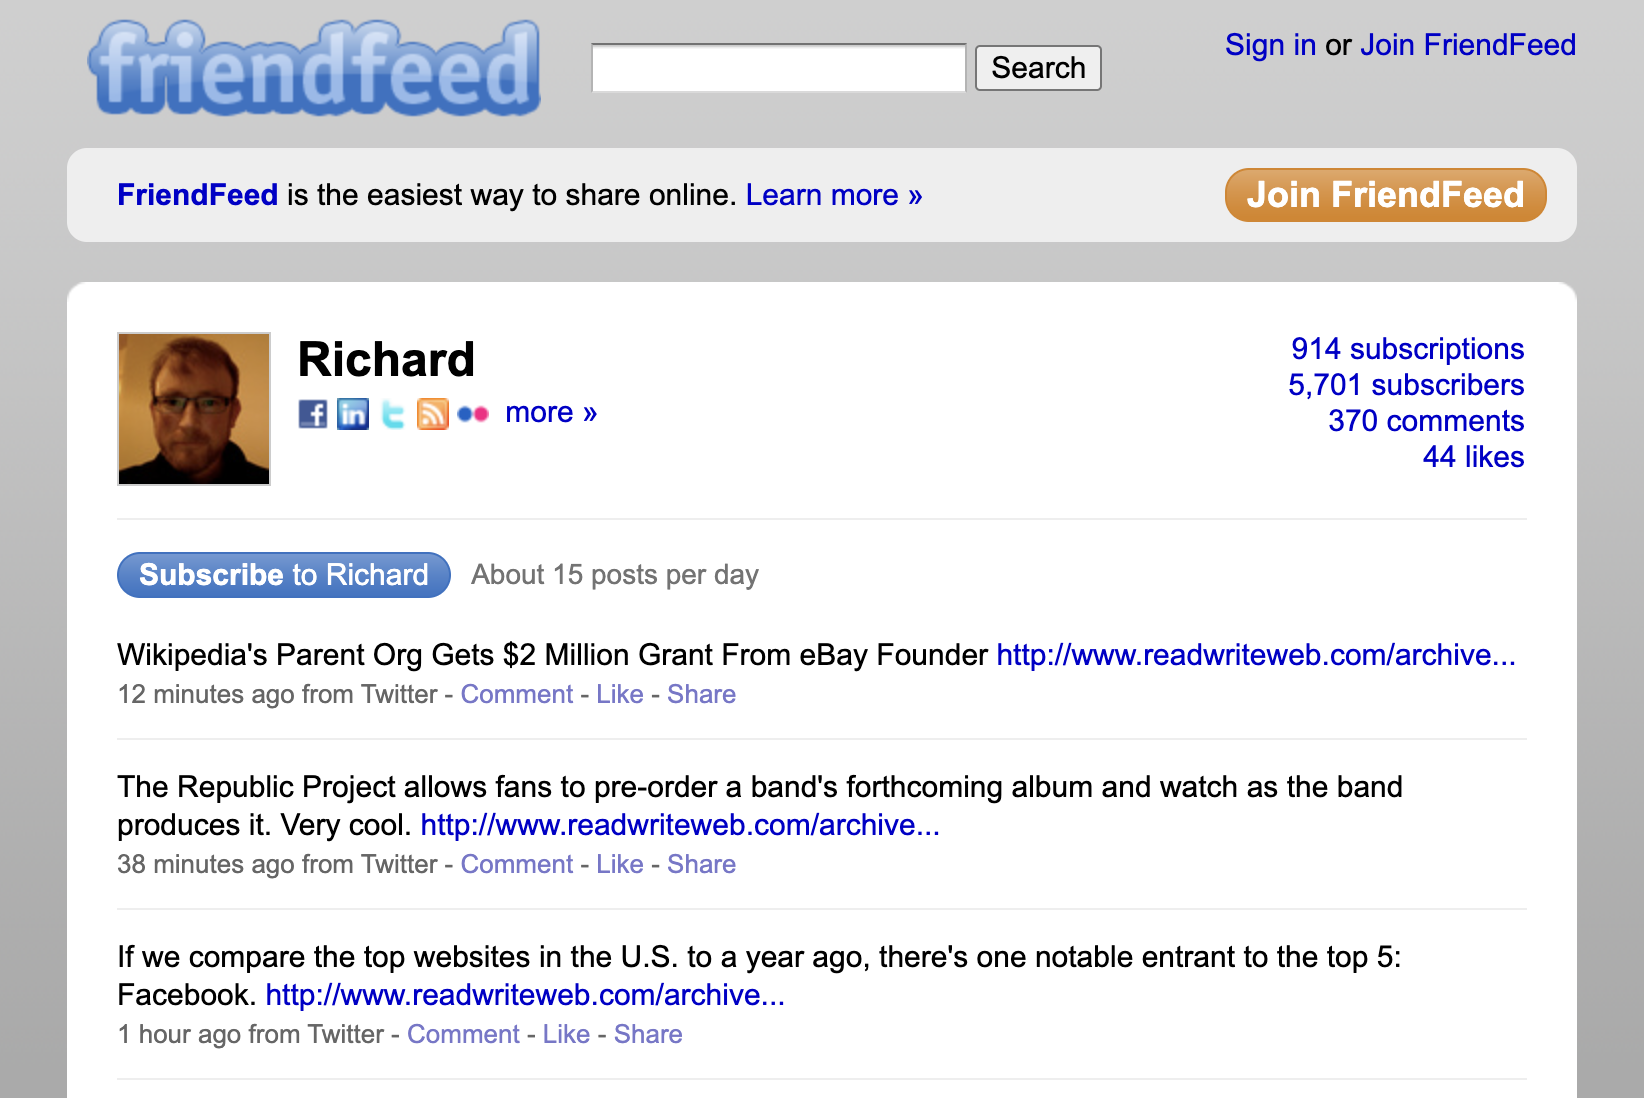 friendfeed
Search
Sign in or Join FriendFeed
FriendFeed is the easiest way to share online. Learn more »
Join FriendFeed
Richard
more »
914 subscriptions
5,701 subscribers
370 comments
44 likes
Subscribe to Richard About 15 posts per day
Wikipedia's Parent Org Gets $2 Million Grant From eBay Founder http://www.readwriteweb.com/archive...
12 minutes ago from Twitter - Comment - Like - Share
The Republic Project allows fans to pre-order a band's forthcoming album and watch as the band
produces it. Very cool. http://www.readwriteweb.com/archive...
38 minutes ago from Twitter - Comment - Like - Share
If we compare the top websites in the U.S. to a year ago, there's one notable entrant to the top 5:
Facebook. http://www.readwriteweb.com/archive...
1 hour ago from Twitter - Comment - Like - Share